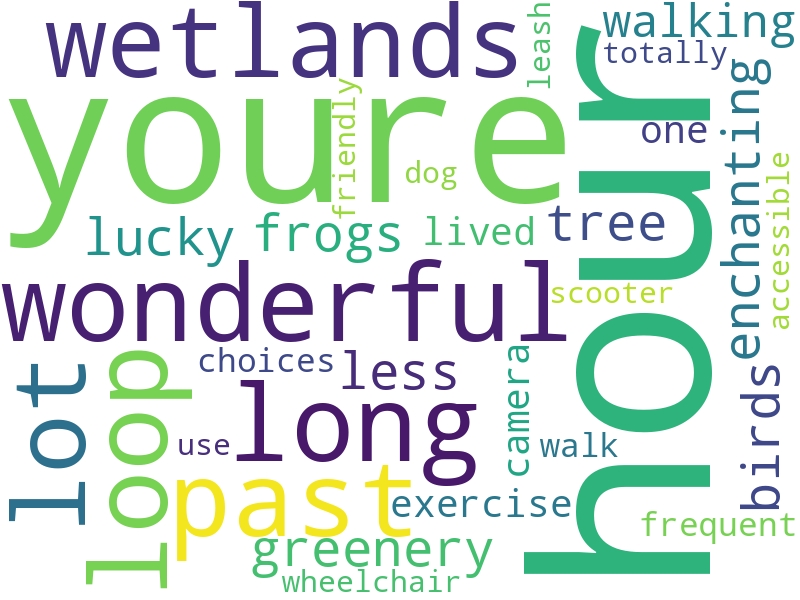 wetlands
leash
walking
totally
youre
friendly
dog
hour
one
enchanting
accessible
lucky
frogs
lived
tree
wonderful
scooter
lot
loop
choices
less
camera
birds
use
long
walk
past
exercise
frequent
greenery
wheelchair